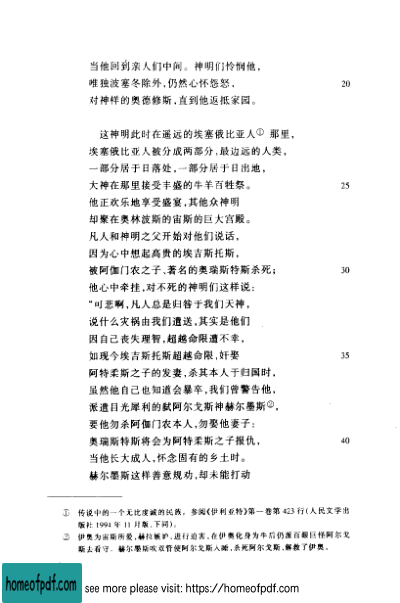 当他回到亲人们中间。神明们怜悯他，
唯独波塞冬除外，仍然心怀怨怒， 20
对神样的奥德修斯，直到他返抵家园。
这神明此时在遥远的埃塞俄比亚人① 那里，
埃塞俄比亚人被分成两部分，最边远的人类，
一部分居于日落处，一部分居于日出地，
大神在那里接受丰盛的牛羊百牲祭。 25
他正欢乐地享受盛宴，其他众神明
却聚在奥林波斯的宙斯的巨大宫殿。
凡人和神明之父开始对他们说话，
因为心中想起高贵的埃吉斯托斯，
被阿伽门农之子、著名的奥瑞斯特斯杀死； 30
他心中牵挂，对不死的神明们这样说：
“可悲啊，凡人总是归咎于我们天神，
说什么灾祸由我们遣送，其实是他们
因自己丧失理智，超越命限遭不幸，
如现今埃吉斯托斯超越命限，奸娶 35
阿特柔斯之子的发妻，杀其本人于归国时，
虽然他自己也知道会暴卒，我们曾警告他，
派遣目光犀利的弑阿尔戈斯神赫尔墨斯②，
要他勿杀阿伽门农本人，勿娶他妻子：
奥瑞斯特斯将会为阿特柔斯之子报仇， 40
当他长大成人，怀念固有的乡土时。
赫尔墨斯这样善意规劝，却未能打动
① 传说中的一个无比虔诚的民族，参阅《伊利亚特》第一卷第 423 行（人民文学出
版社 1994 年 11 月版，下同）。
② 伊奥为宙斯所爱，赫拉嫉妒，进行迫害，在伊奥化身为牛后仍派百眼巨怪阿尔戈
斯去看守。赫尔墨斯吹双管使阿尔戈斯入睡，杀死阿尔戈斯，解救了伊奥。
homeofpdf.com see more please visit: https://homeofpdf.com